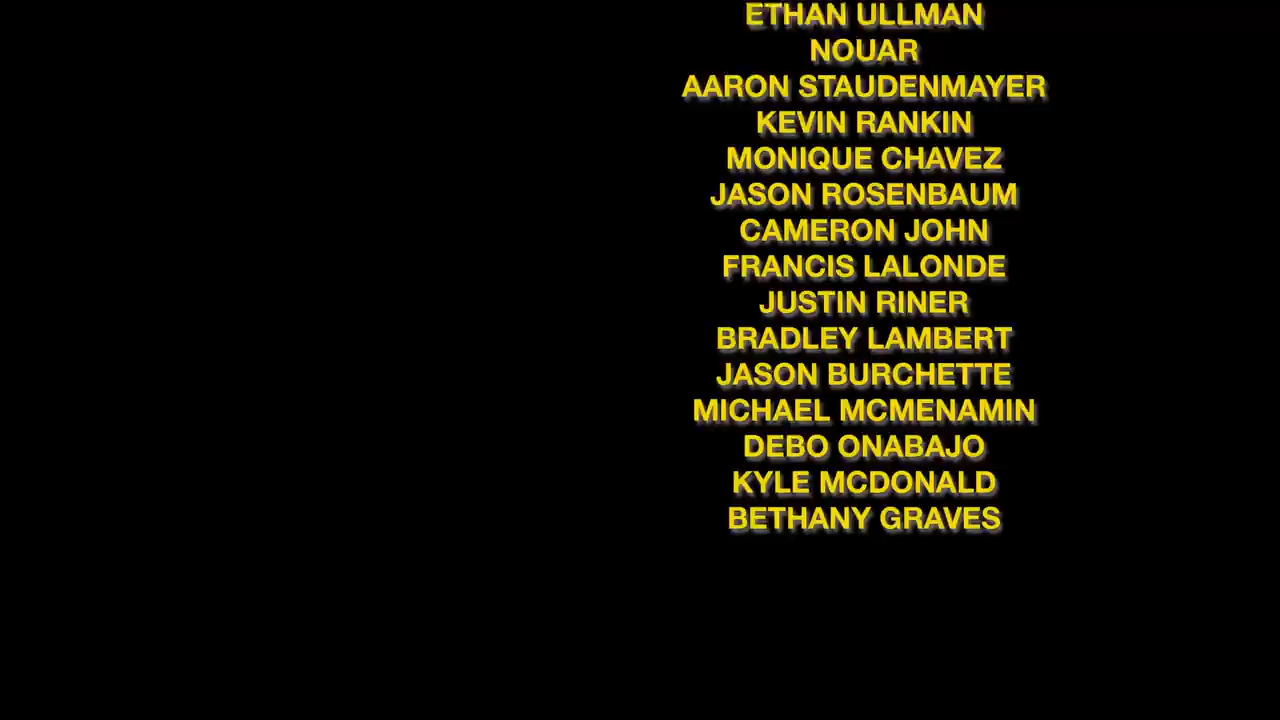 ETHAN ULLMAN
NOUAR
AARON STAUDENMAYER
KEVIN RANKIN
MONIQUE CHAVEZ
JASON ROSENBAUM
CAMERON JOHN
FRANCIS LALONDE
JUSTIN RINER
BRADLEY LAMBERT
JASON BURCHETTE
MICHAEL MCMENAMIN
DEBO ONABAJO
KYLE MCDONALD
BETHANY GRAVES